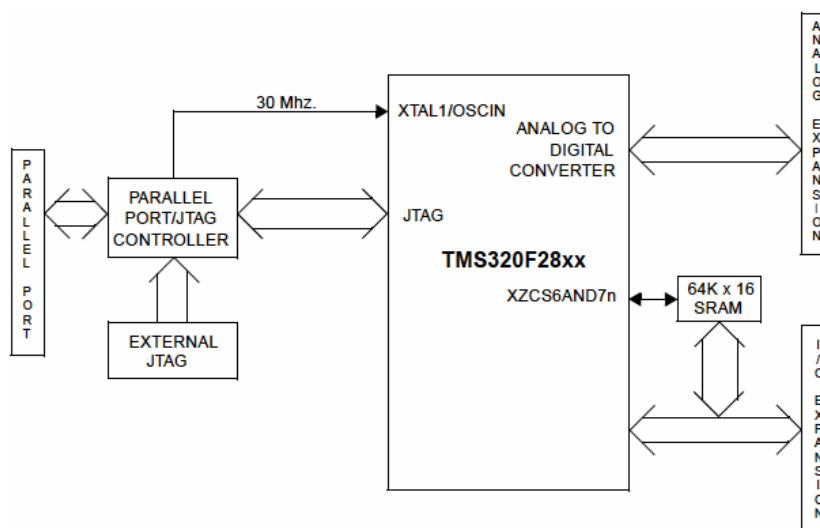 PARALLEL PORT
30 Mhz.
PARALLEL
PORT/JTAG
CONTROLLER
EXTERNAL
JTAG
XTAL1/OSCIN
ANALOG TO
DIGITAL
CONVERTER
JTAG
TMS320F28xx
XZCS6AND7n
64K x 16
SRAM
ANALOG EXPANSION
I/O EXPANSION